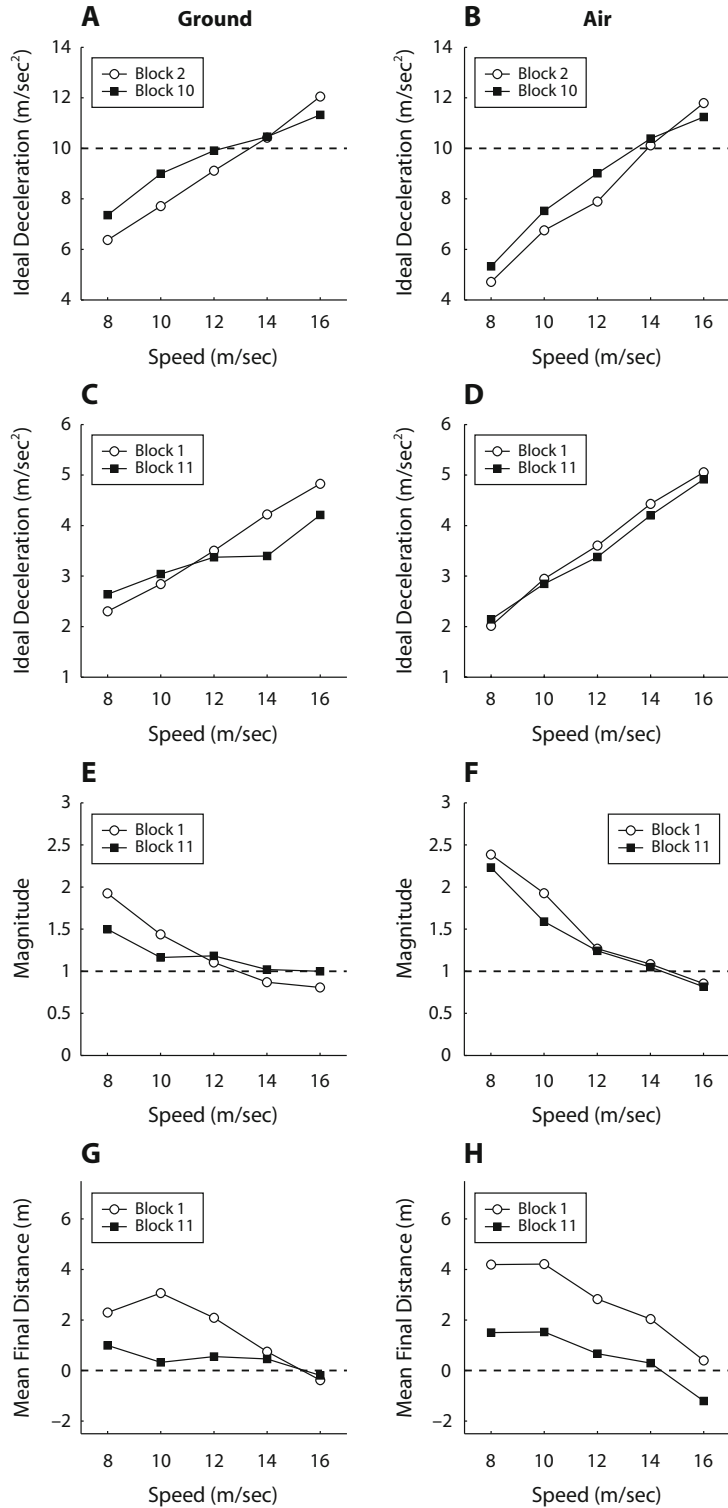 A Ground
Ideal Deceleration (m/sec²)
14
12
10
8
6
4
Block 2
Block 10
8 10 12 14 16
Speed (m/sec)
B Air
Ideal Deceleration (m/sec²)
14
12
10
8
6
4
Block 2
Block 10
8 10 12 14 16
Speed (m/sec)
C
Ideal Deceleration (m/sec²)
6
5
4
3
2
1
Block 1
Block 11
8 10 12 14 16
Speed (m/sec)
D
Ideal Deceleration (m/sec²)
6
5
4
3
2
1
Block 1
Block 11
8 10 12 14 16
Speed (m/sec)
E
Magnitude
3
2.5
2
1.5
1
0.5
0
Block 1
Block 11
8 10 12 14 16
Speed (m/sec)
F
Magnitude
3
2.5
2
1.5
1
0.5
0
Block 1
Block 11
8 10 12 14 16
Speed (m/sec)
G
Mean Final Distance (m)
6
4
2
0
−2
Block 1
Block 11
8 10 12 14 16
Speed (m/sec)
H
Mean Final Distance (m)
6
4
2
0
−2
Block 1
Block 11
8 10 12 14 16
Speed (m/sec)